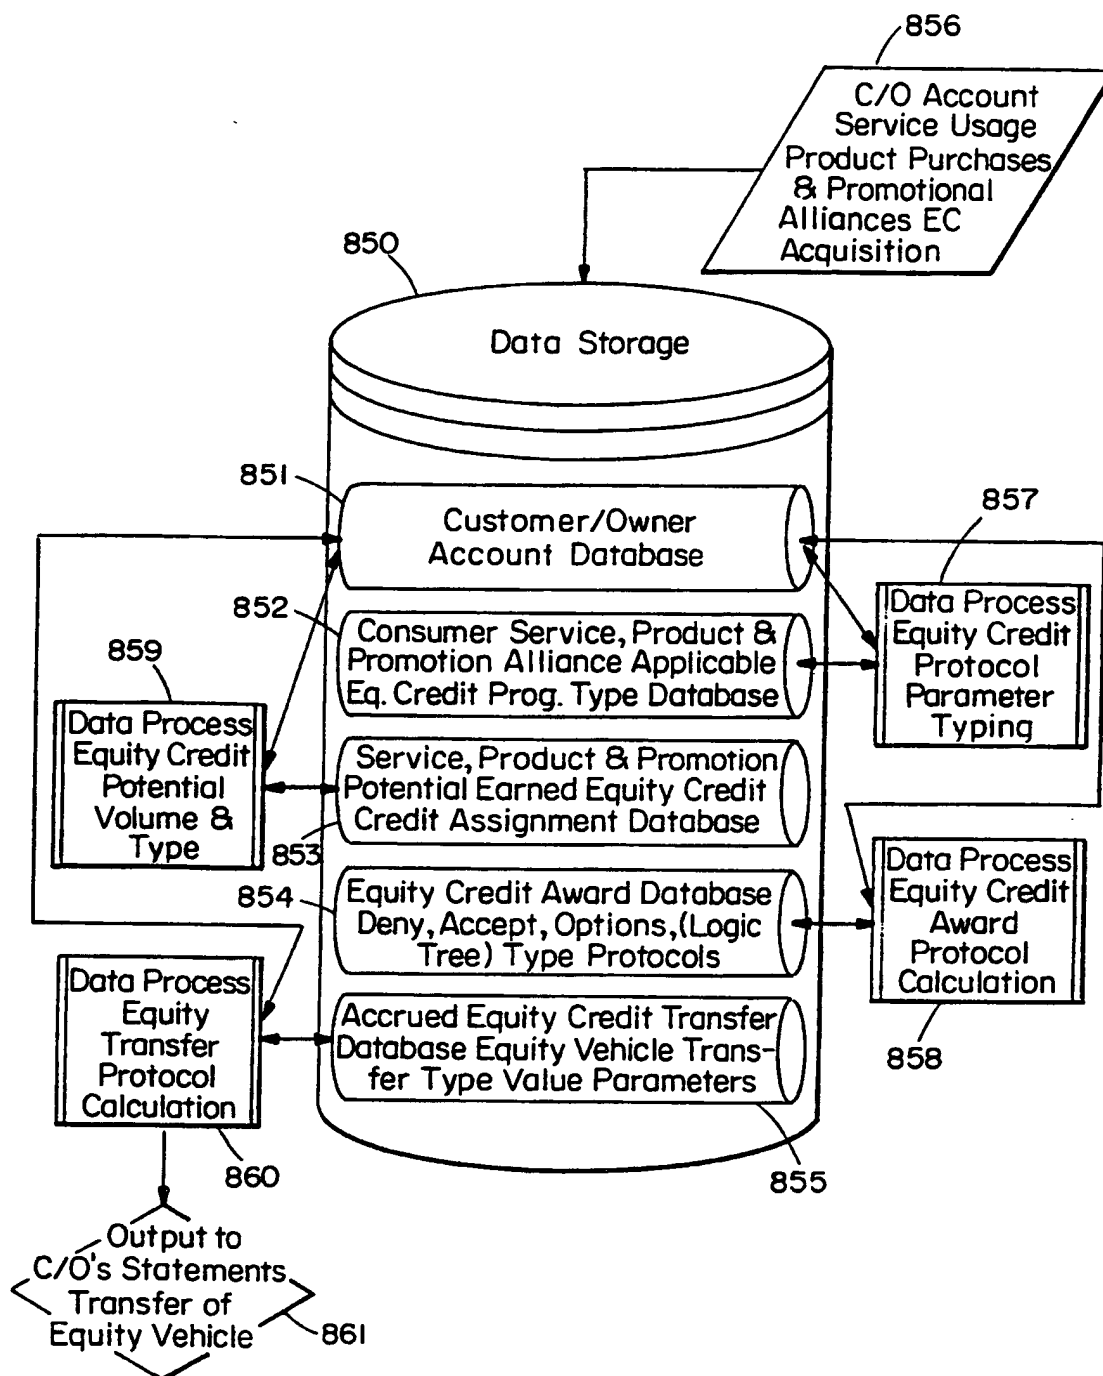 856
C/O Account
Service Usage
Product Purchases
& Promotional
Alliances EC
Acquisition
850
Data Storage
851
Customer/Owner
Account Database
857
Data Process
Equity Credit
Protocol
Parameter
Typing
852
Consumer Service, Product &
Promotion Alliance Applicable
Eq. Credit Prog. Type Database
859
Data Process
Equity Credit
Potential
Volume &
Type
Service, Product & Promotion
Potential Earned Equity Credit
Credit Assignment Database
853
854
Equity Credit Award Database
Deny, Accept, Options, (Logic
Tree) Type Protocols
Data Process
Equity Credit
Award
Protocol
Calculation
858
Data Process
Equity
Transfer
Protocol
Calculation
860
Accrued Equity Credit Transfer
Database Equity Vehicle Trans-
fer Type Value Parameters
855
Output to
C/O's Statements
Transfer of
Equity Vehicle
861